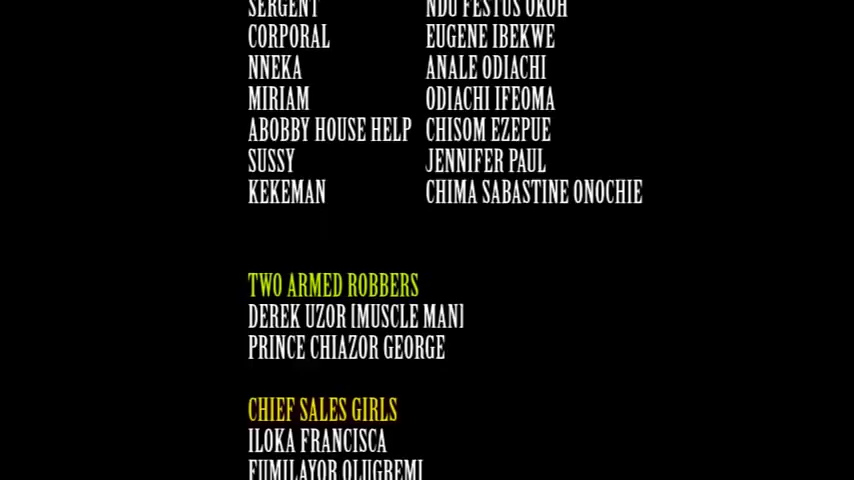 SERGENT NDU FESTUS OKOH
CORPORAL EUGENE IBEKWE
NNEKA ANALE ODIACHI
MIRIAM ODIACHI IFEOMA
ABOBBY HOUSE HELP CHISOM EZEPUE
SUSSY JENNIFER PAUL
KEKEMAN CHIMA SABASTINE ONOCHIE
TWO ARMED ROBBERS
DEREK UZOR [MUSCLE MAN]
PRINCE CHIAZOR GEORGE
CHIEF SALES GIRLS
ILOKA FRANCISCA
FUMILAYOR OLUGBEMI